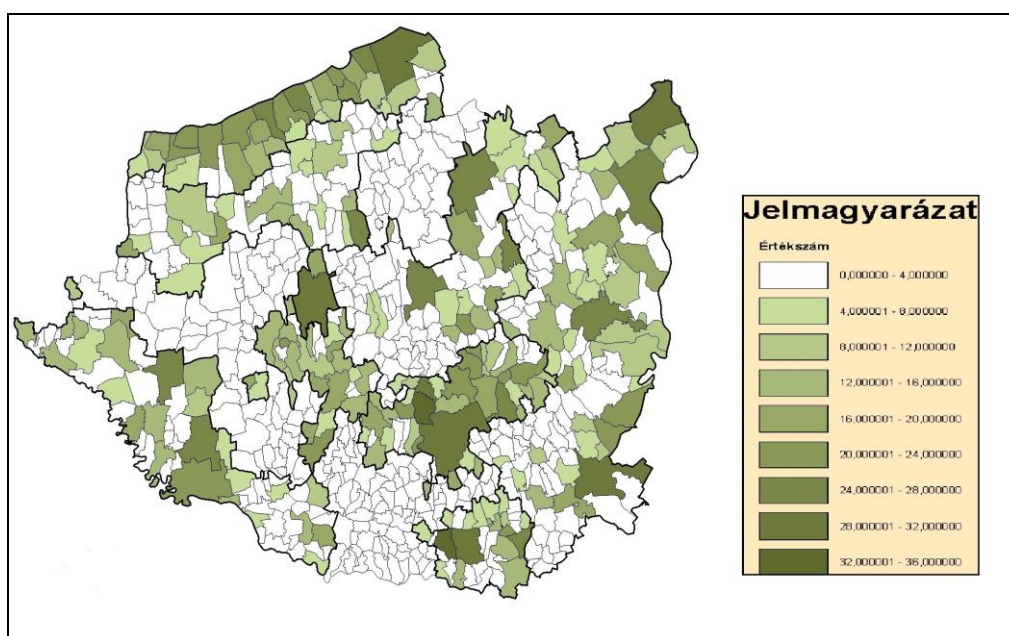 Jelmagyarázat
Értékszám
0,000000 - 4,000000
4,000001 - 8,000000
8,000001 - 12,000000
12,000001 - 16,000000
16,000001 - 20,000000
20,000001 - 24,000000
24,000001 - 28,000000
28,000001 - 32,000000
32,000001 - 36,000000